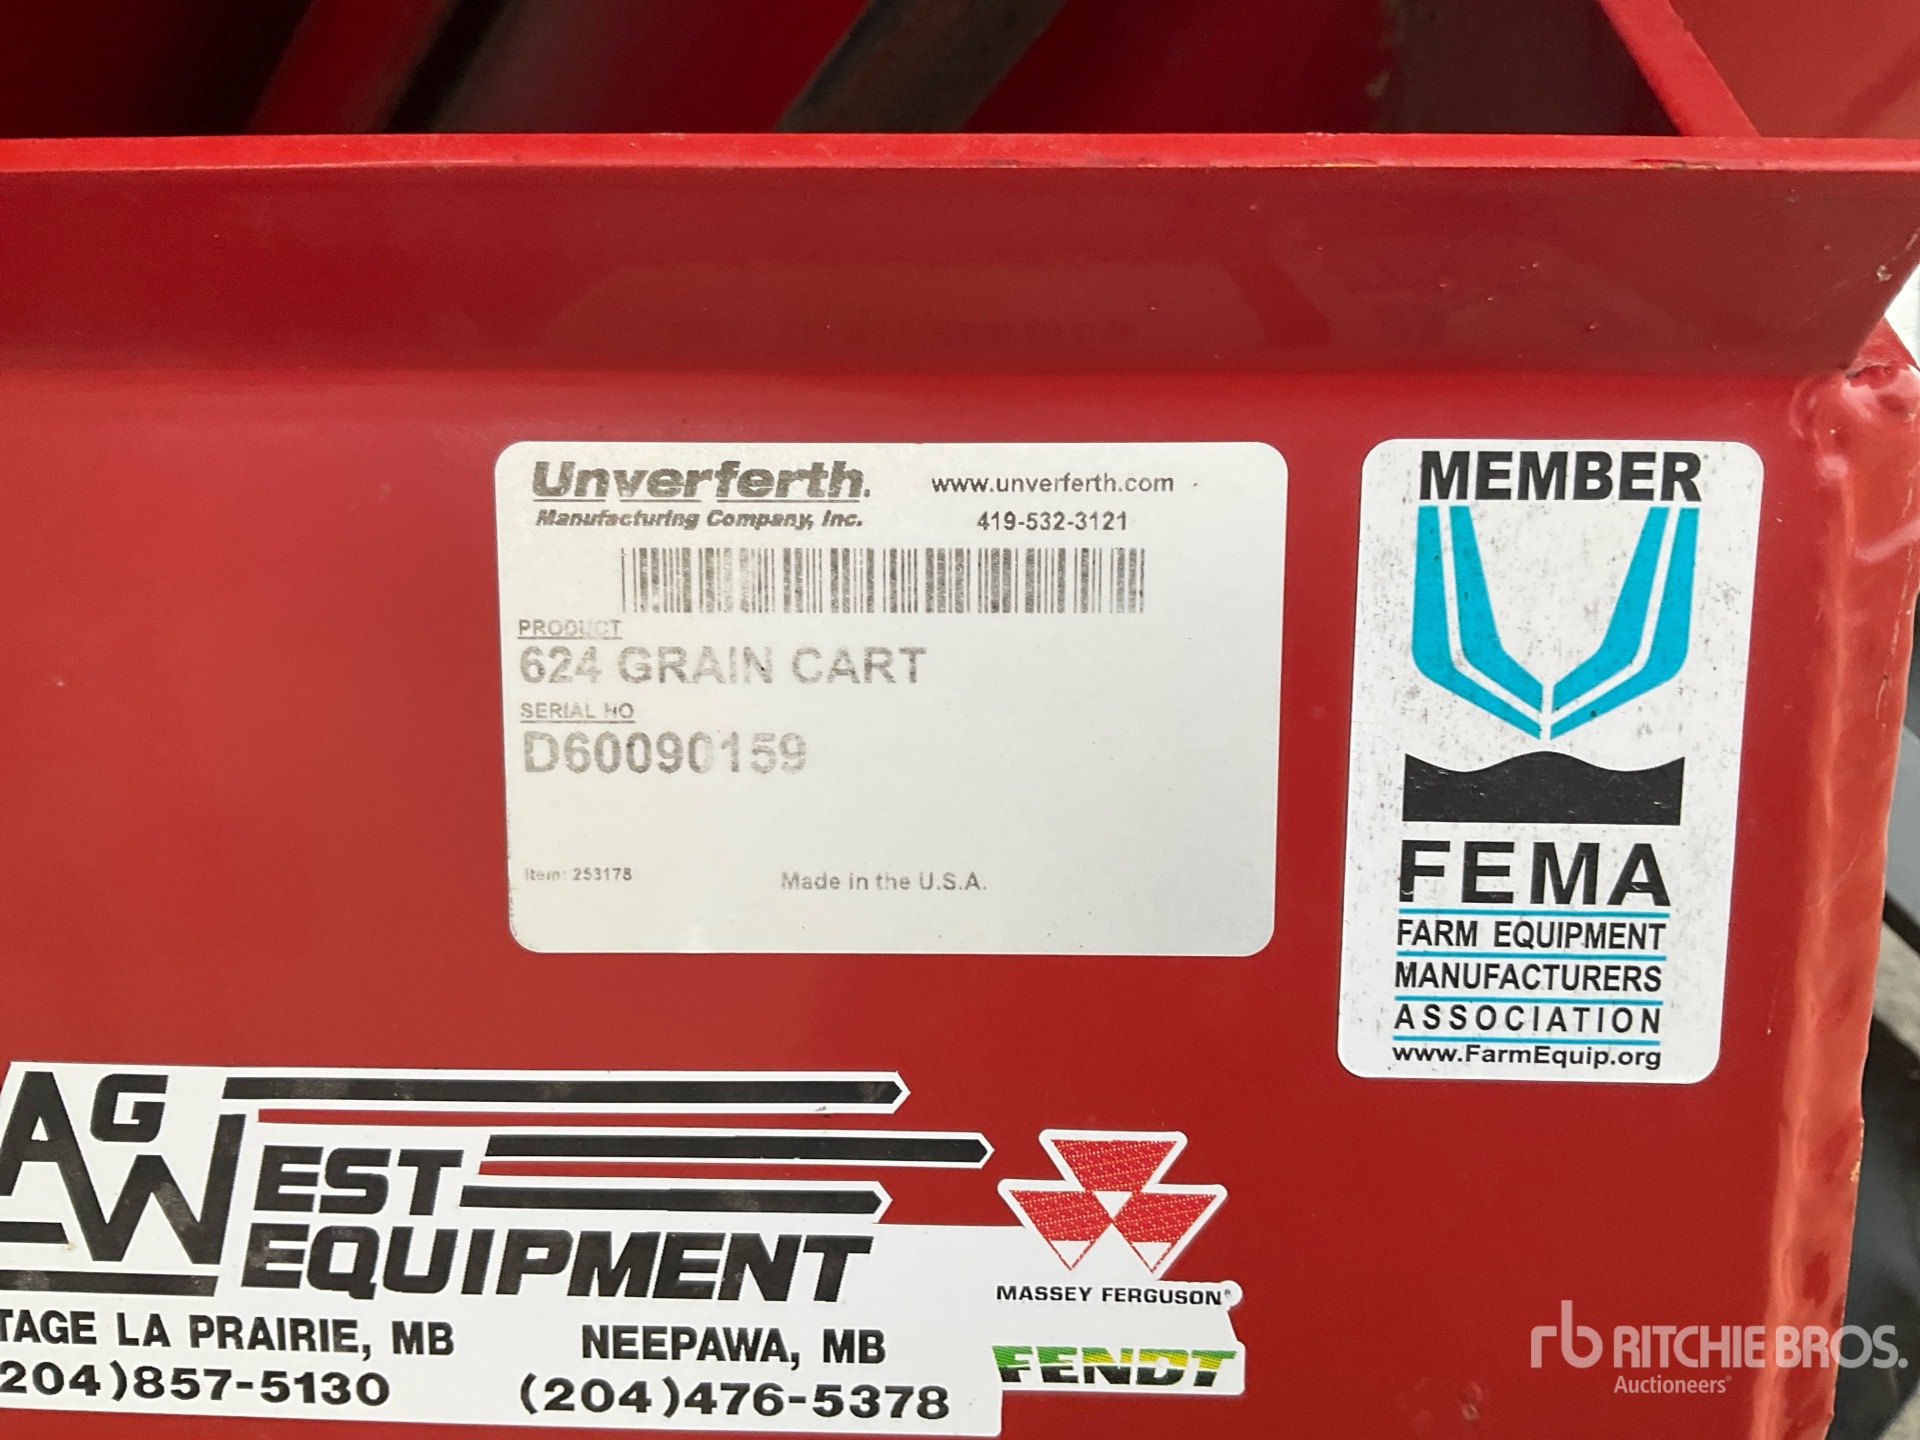 Unverferth.
Manufacturing Company, Inc.
www.unverferth.com
419-532-3121
PRODUCT
624 GRAIN CART
SERIAL NO
D60090159
Item: 253178
Made in the U.S.A.
MEMBER
FEMA
FARM EQUIPMENT
MANUFACTURERS
ASSOCIATION
www.FarmEquip.org
AG WEST
EQUIPMENT
TAGE LA PRAIRIE, MB
204)857-5130
NEEPAWA, MB
(204)476-5378
MASSEY FERGUSON®
FENDT
rb RITCHIE BROS.
Auctioneers®